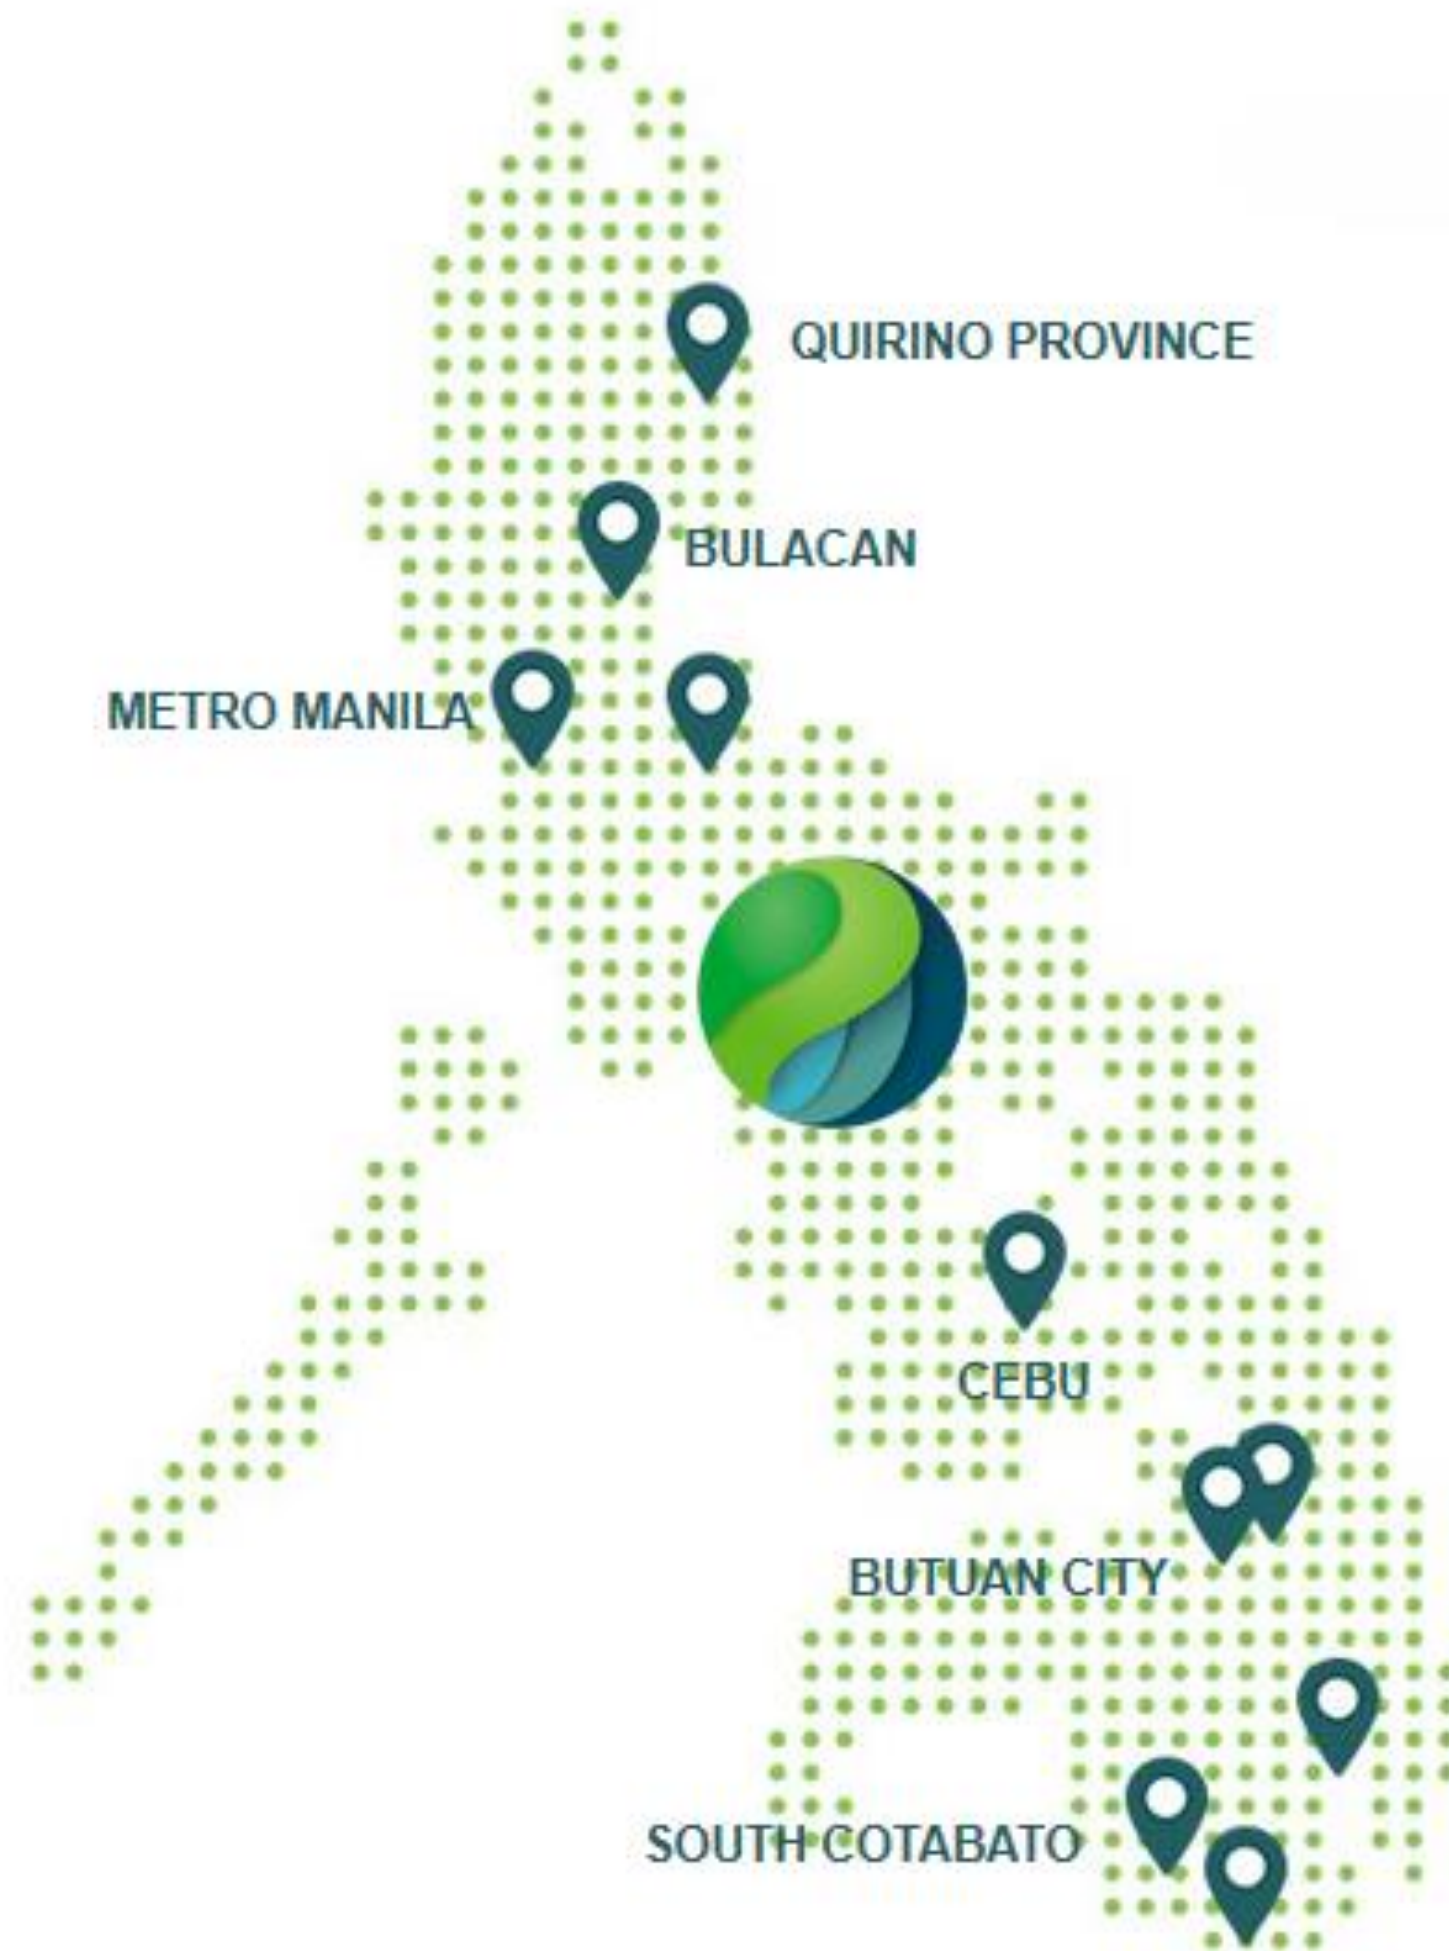 QUIRINO PROVINCE
BULACAN
METRO MANILA
CEBU
BUTUAN CITY
SOUTH COTABATO